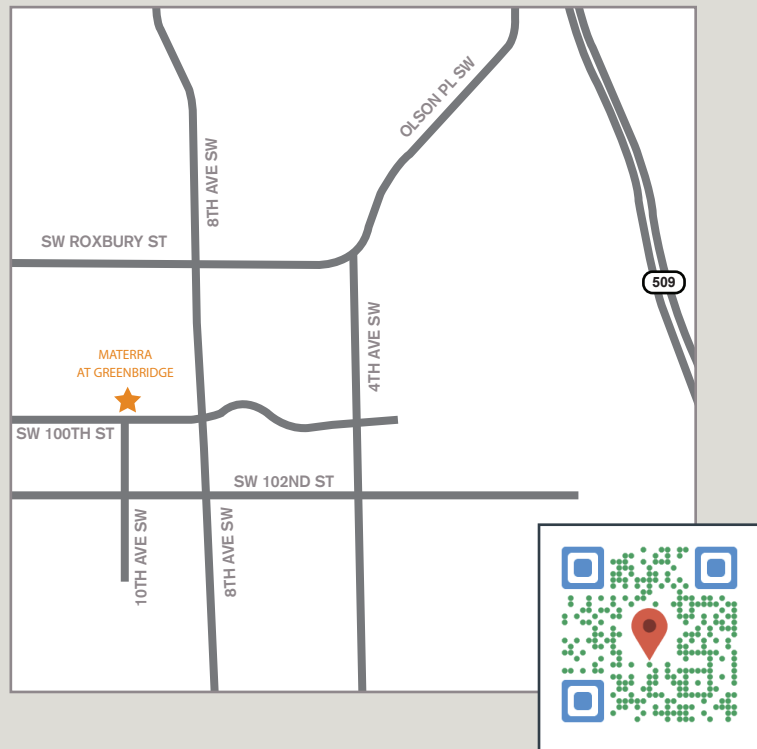 OLSON PL SW
8TH AVE SW
SW ROXBURY ST
509
4TH AVE SW
MATERRA
AT GREENBRIDGE
SW 100TH ST
SW 102ND ST
10TH AVE SW
8TH AVE SW